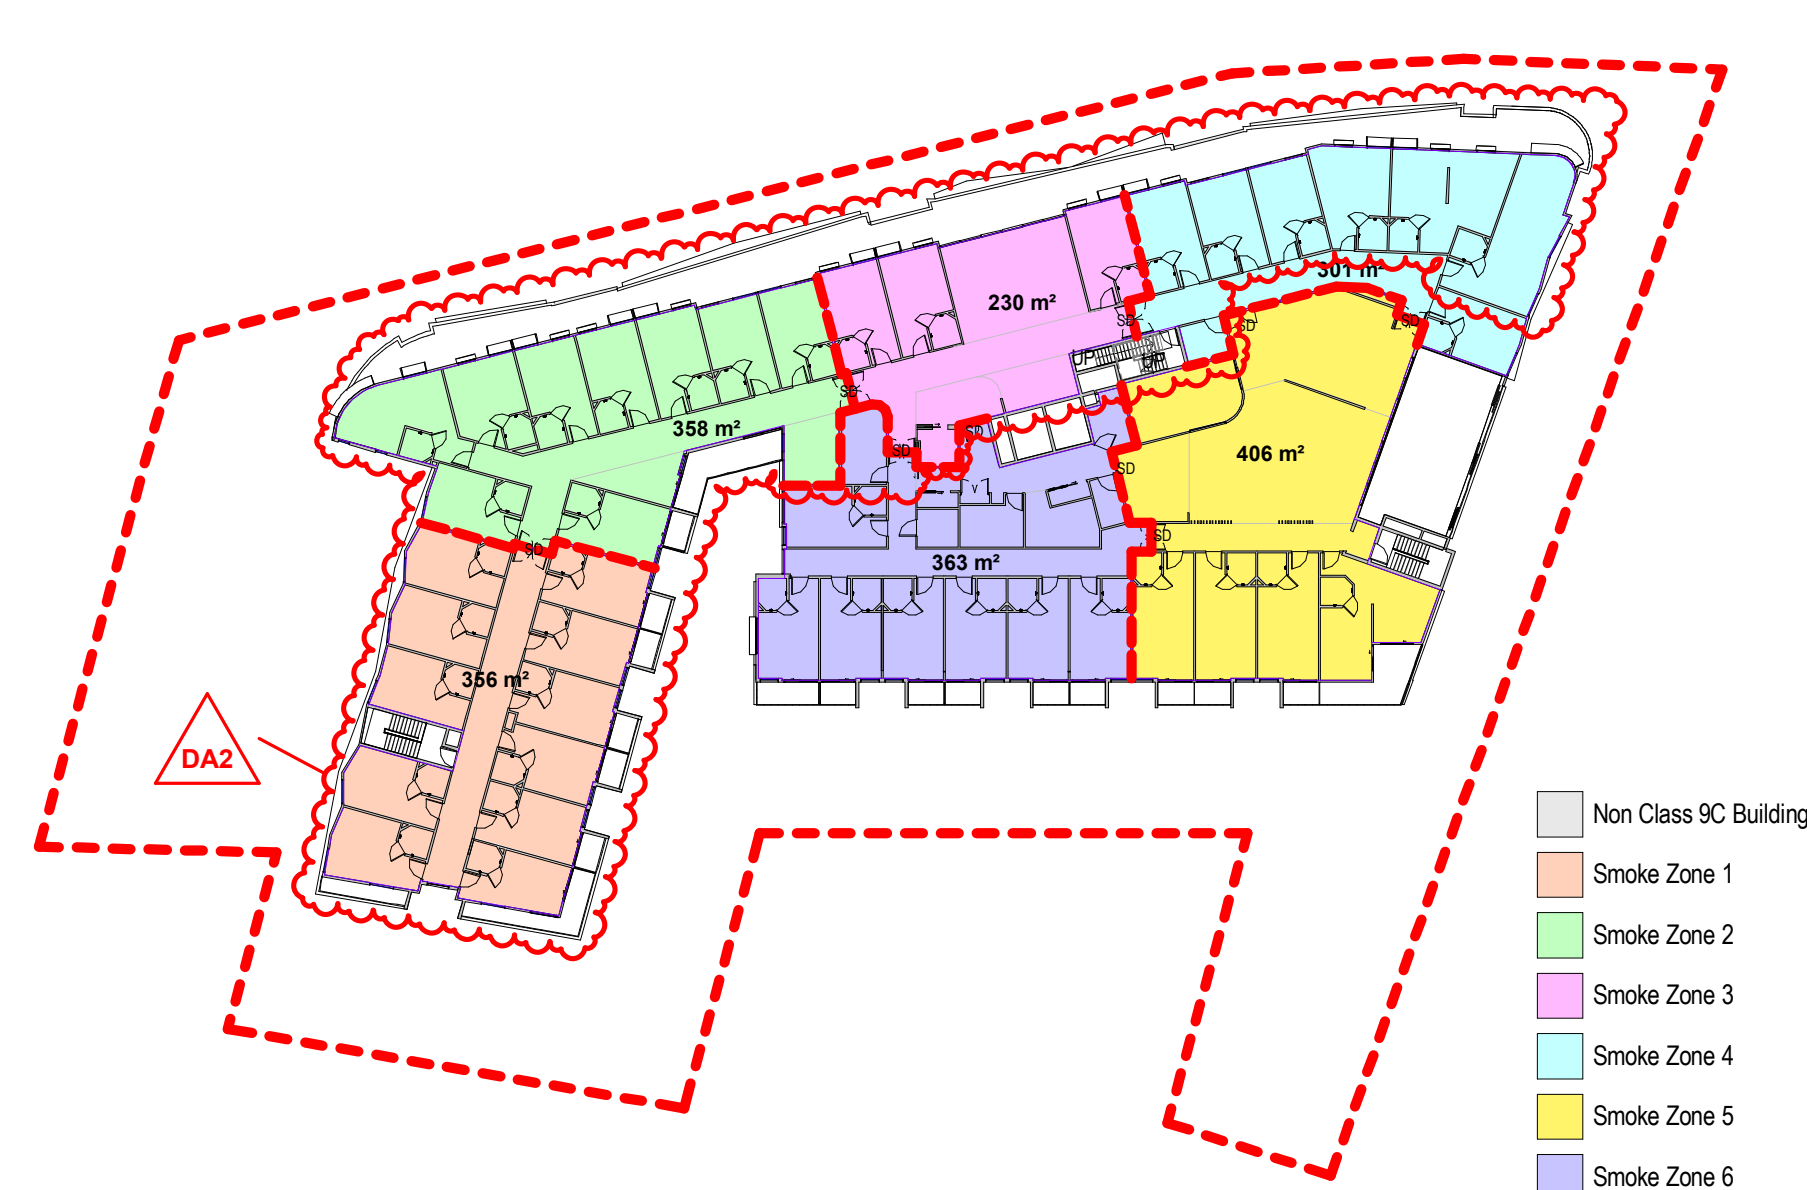 301 m²
230 m²
SD
SD
SD
UP
UP
SD
358 m²
SD
SD
406 m²
SD
V
SD
SD
363 m²
356 m²
DA2
Non Class 9C Building
Smoke Zone 1
Smoke Zone 2
Smoke Zone 3
Smoke Zone 4
Smoke Zone 5
Smoke Zone 6